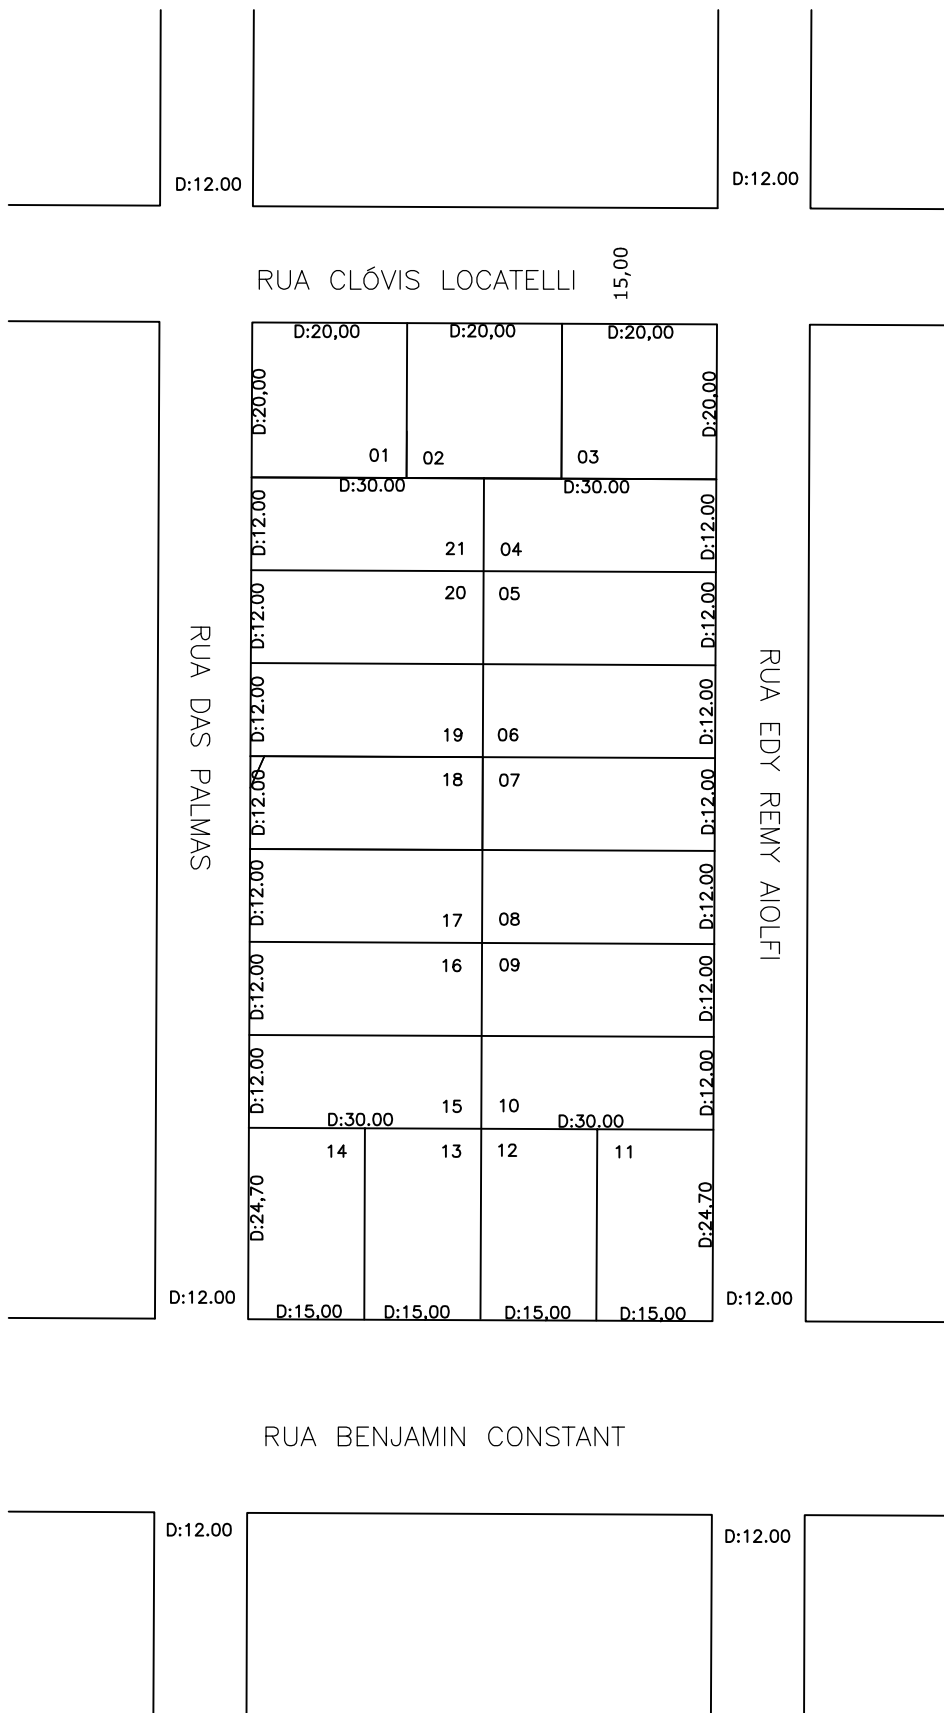 D:12.00
D:12.00
RUA CLÓVIS LOCATELLI
15,00
D:20,00 D:20,00 D:20,00
D:20,00
D:20,00
01 02 03
D:30.00 D:30.00
D:12.00
D:12.00
21 04
20 05
D:12.00
D:12.00
RUA DAS PALMAS
RUA EDY REMY AIOLFI
D:12.00
D:12.00
19 06
18 07
D:12.00
D:12.00
D:12.00
D:12.00
17 08
16 09
D:12.00
D:12.00
D:12.00
D:12.00
15 10
D:30.00 D:30.00
14 13 12 11
D:24,70
D:24.70
D:12.00
D:12.00
D:15,00 D:15,00 D:15,00 D:15,00
RUA BENJAMIN CONSTANT
D:12.00
D:12.00